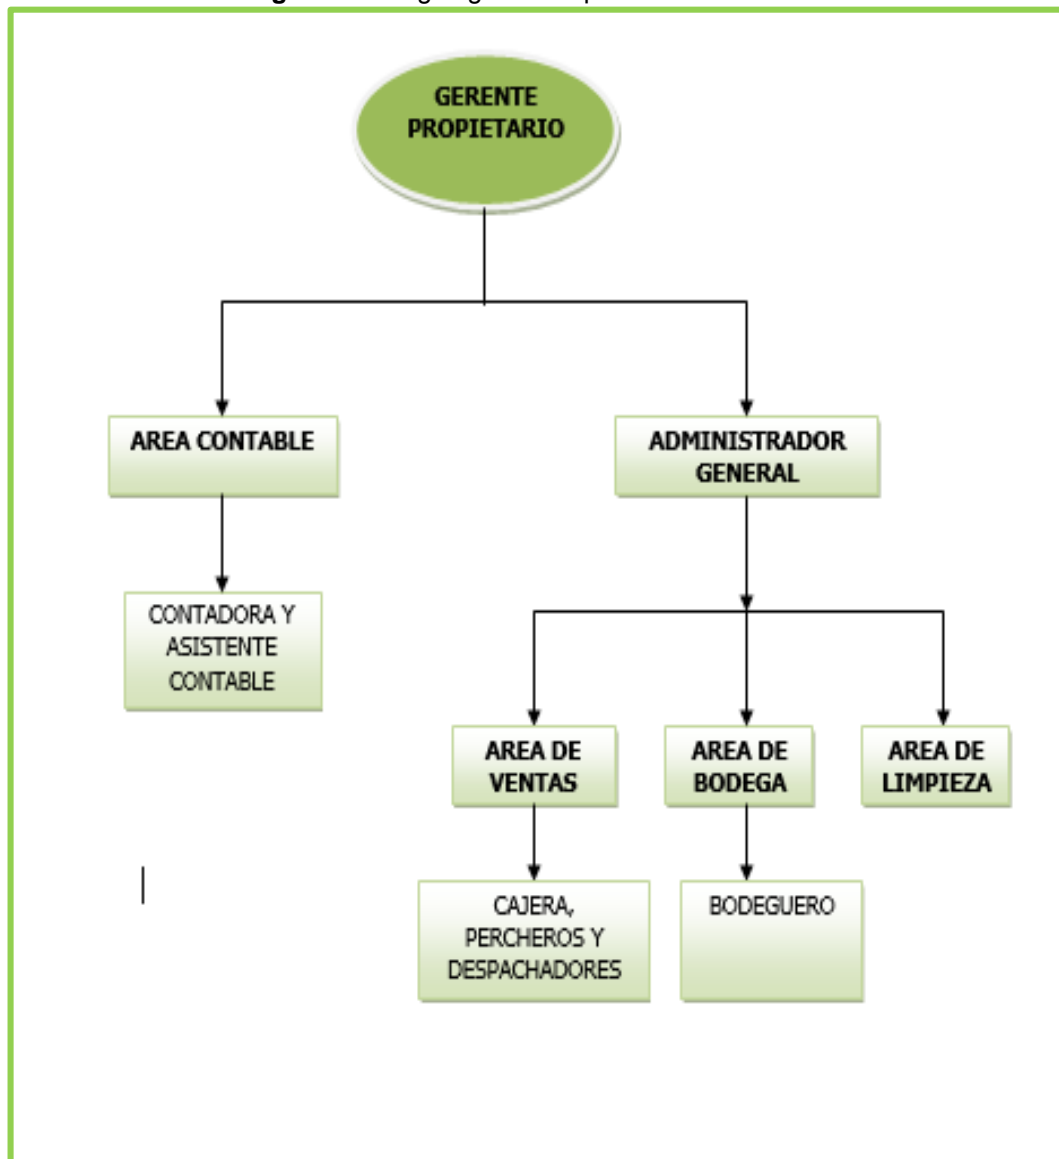 GERENTE
PROPIETARIO
AREA CONTABLE
ADMINISTRADOR
GENERAL
CONTADORA Y
ASISTENTE
CONTABLE
AREA DE
VENTAS
AREA DE
BODEGA
AREA DE
LIMPIEZA
CAJERA,
PERCHEROS Y
DESPACHADORES
BODEGUERO